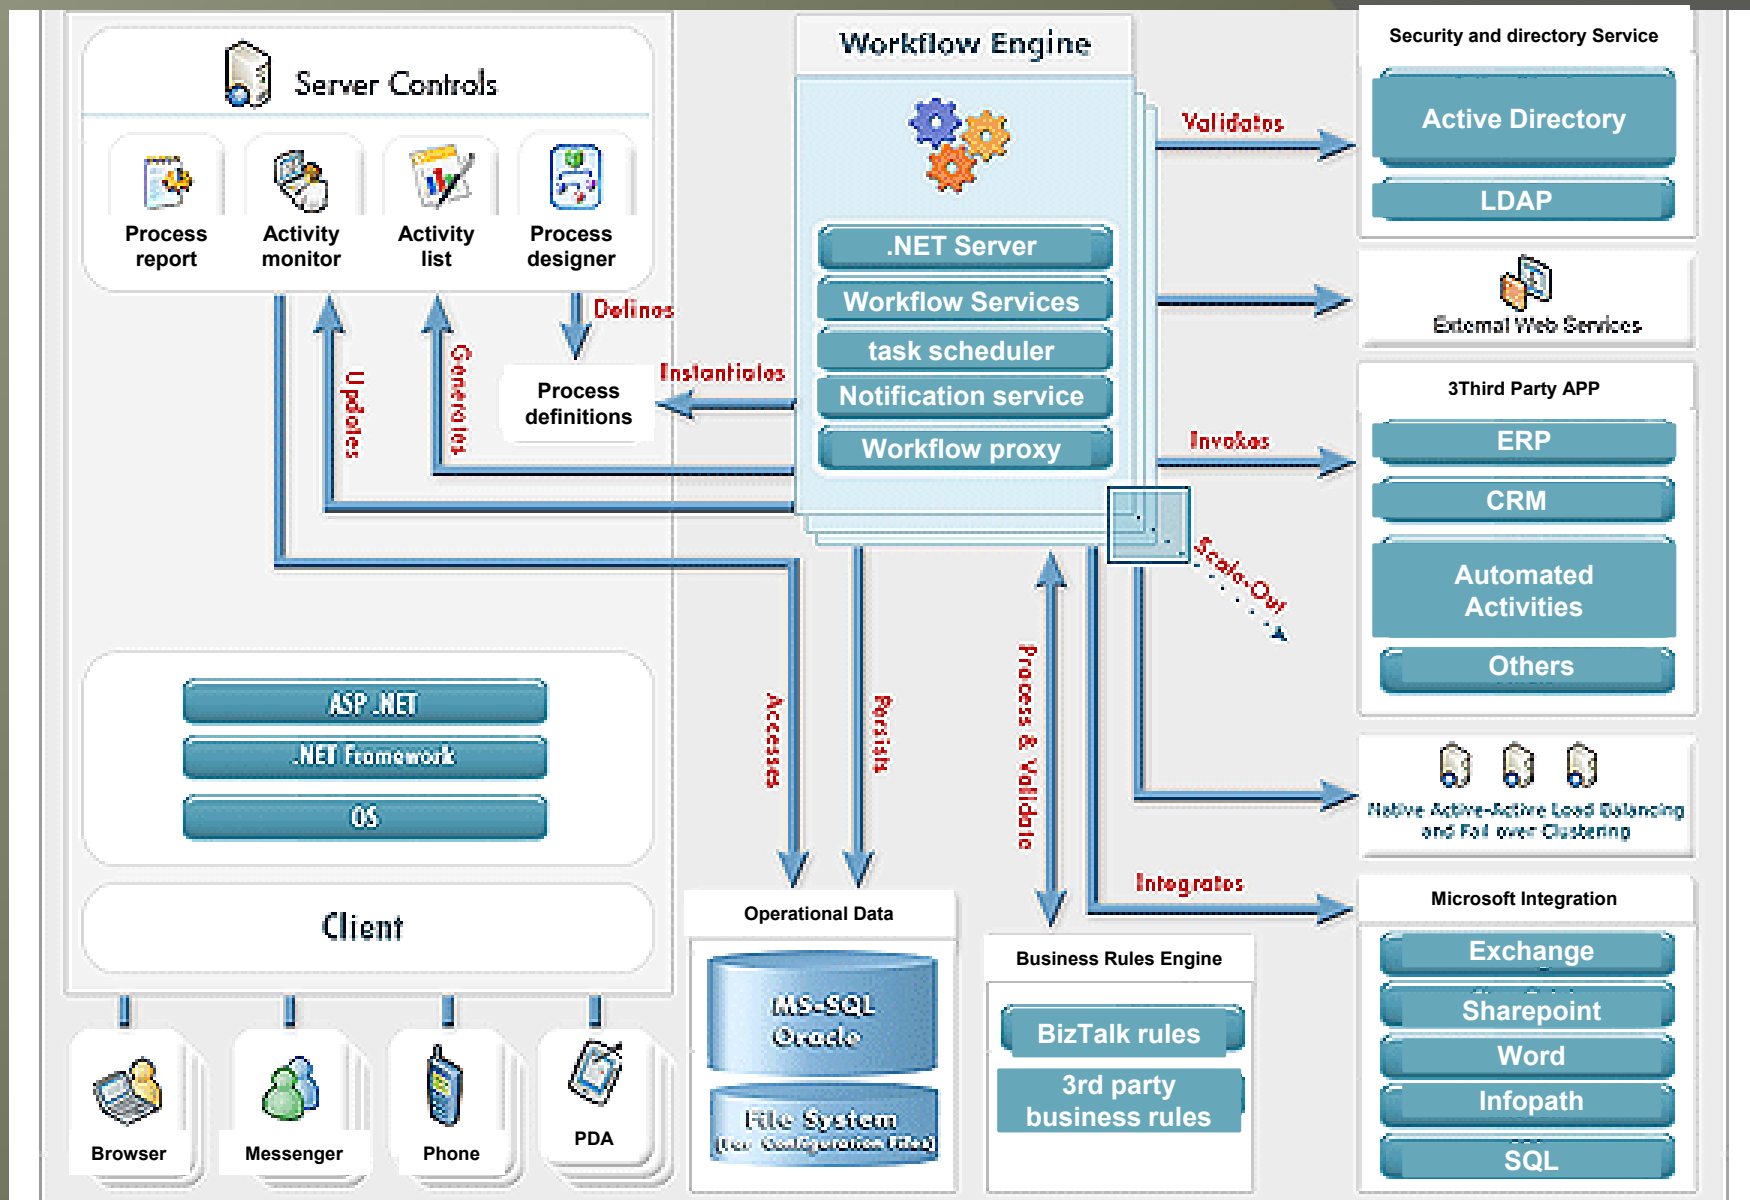 Server Controls
Process
report
Activity
monitor
Activity
list
Process
designer
Defines
Process
definitions
Updates
Generates
Instantiates
Workflow Engine
.NET Server
Workflow Services
task scheduler
Notification service
Workflow proxy
Validates
Invokes
Scale-Out
Security and directory Service
Active Directory
LDAP
External Web Services
3Third Party APP
ERP
CRM
Automated
Activities
Others
Native Active-Active Load Balancing
and Fail over Clustering
ASP .NET
.NET Framework
OS
Client
Accesses
Persists
Process & Validate
Integrates
Browser
Messenger
Phone
PDA
Operational Data
MS-SQL
Oracle
File System
(For Configuration Files)
Business Rules Engine
BizTalk rules
3rd party
business rules
Microsoft Integration
Exchange
Sharepoint
Word
Infopath
SQL